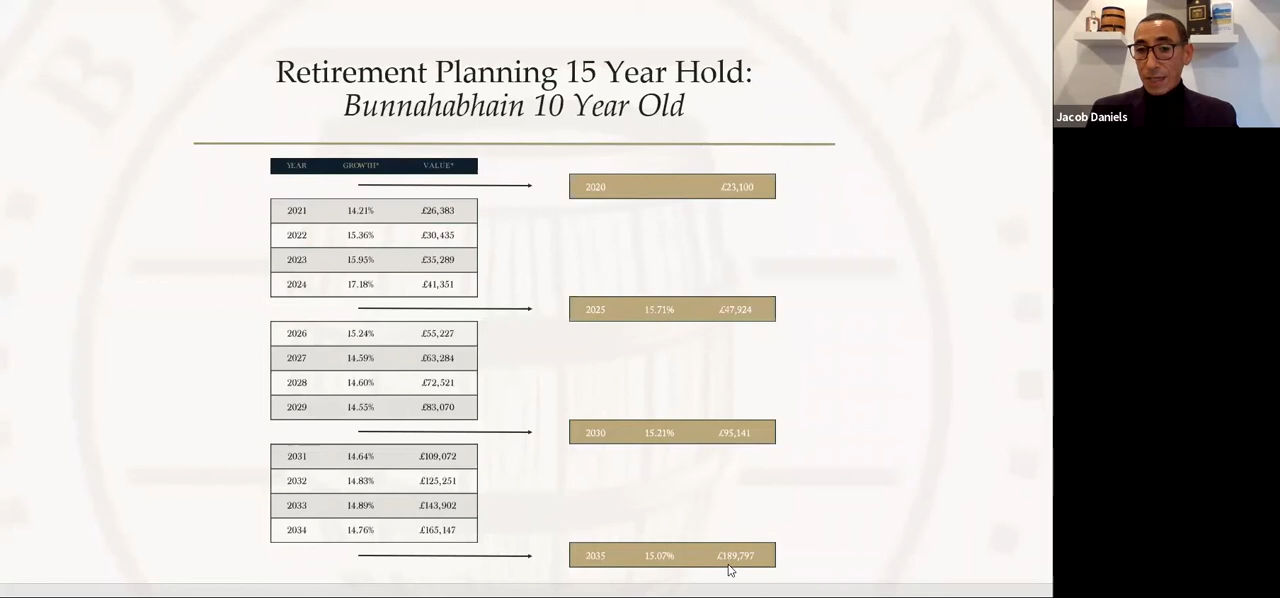 Retirement Planning 15 Year Hold:
Bunnahabhain 10 Year Old
YEAR GROWTH* VALUE*
2020 £23,100
2021 14.21% £26,383
2022 15.36% £30,435
2023 15.95% £35,289
2024 17.18% £41,351
2025 15.71% £47,924
2026 15.24% £55,227
2027 14.59% £63,284
2028 14.60% £72,521
2029 14.55% £83,070
2030 15.21% £95,141
2031 14.64% £109,072
2032 14.83% £125,251
2033 14.89% £143,902
2034 14.76% £165,147
2035 15.07% £189,797
Jacob Daniels